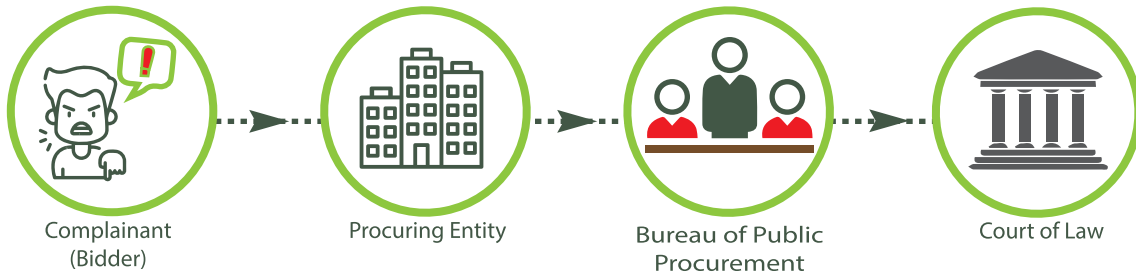 Complainant
(Bidder)
Procuring Entity
Bureau of Public
Procurement
Court of Law